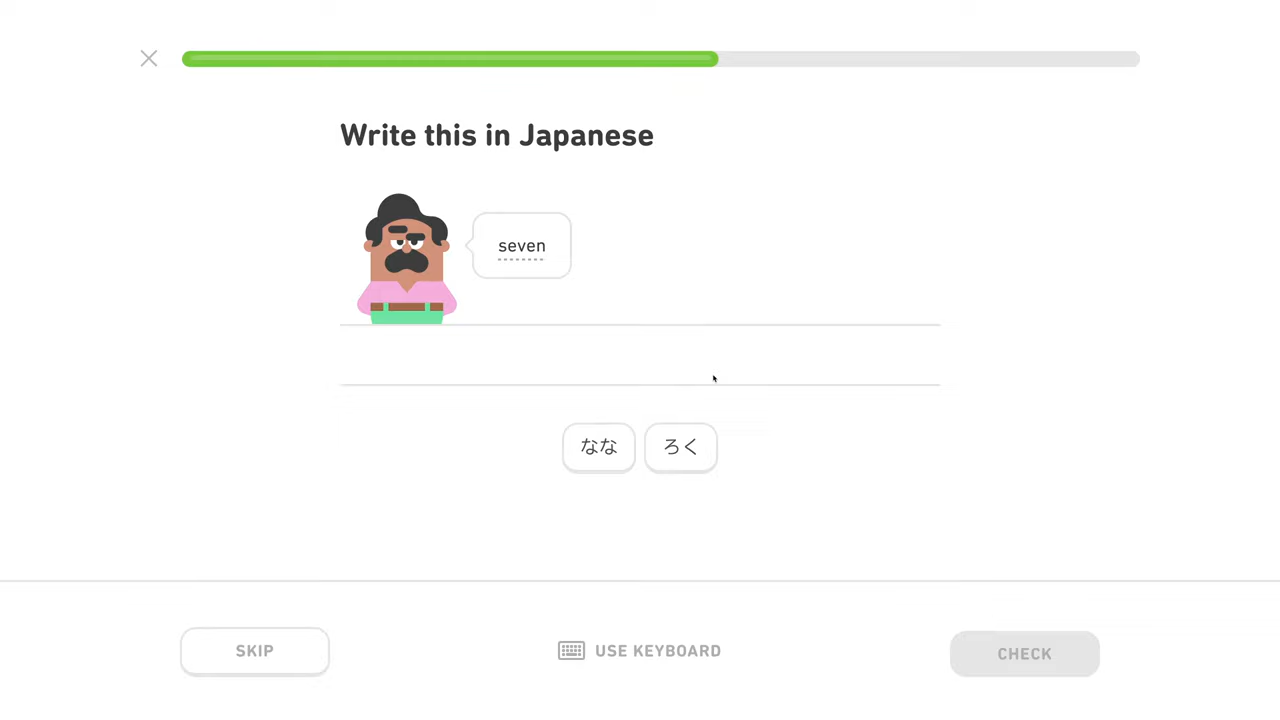 Write this in Japanese
seven
なな ろく
SKIP USE KEYBOARD CHECK